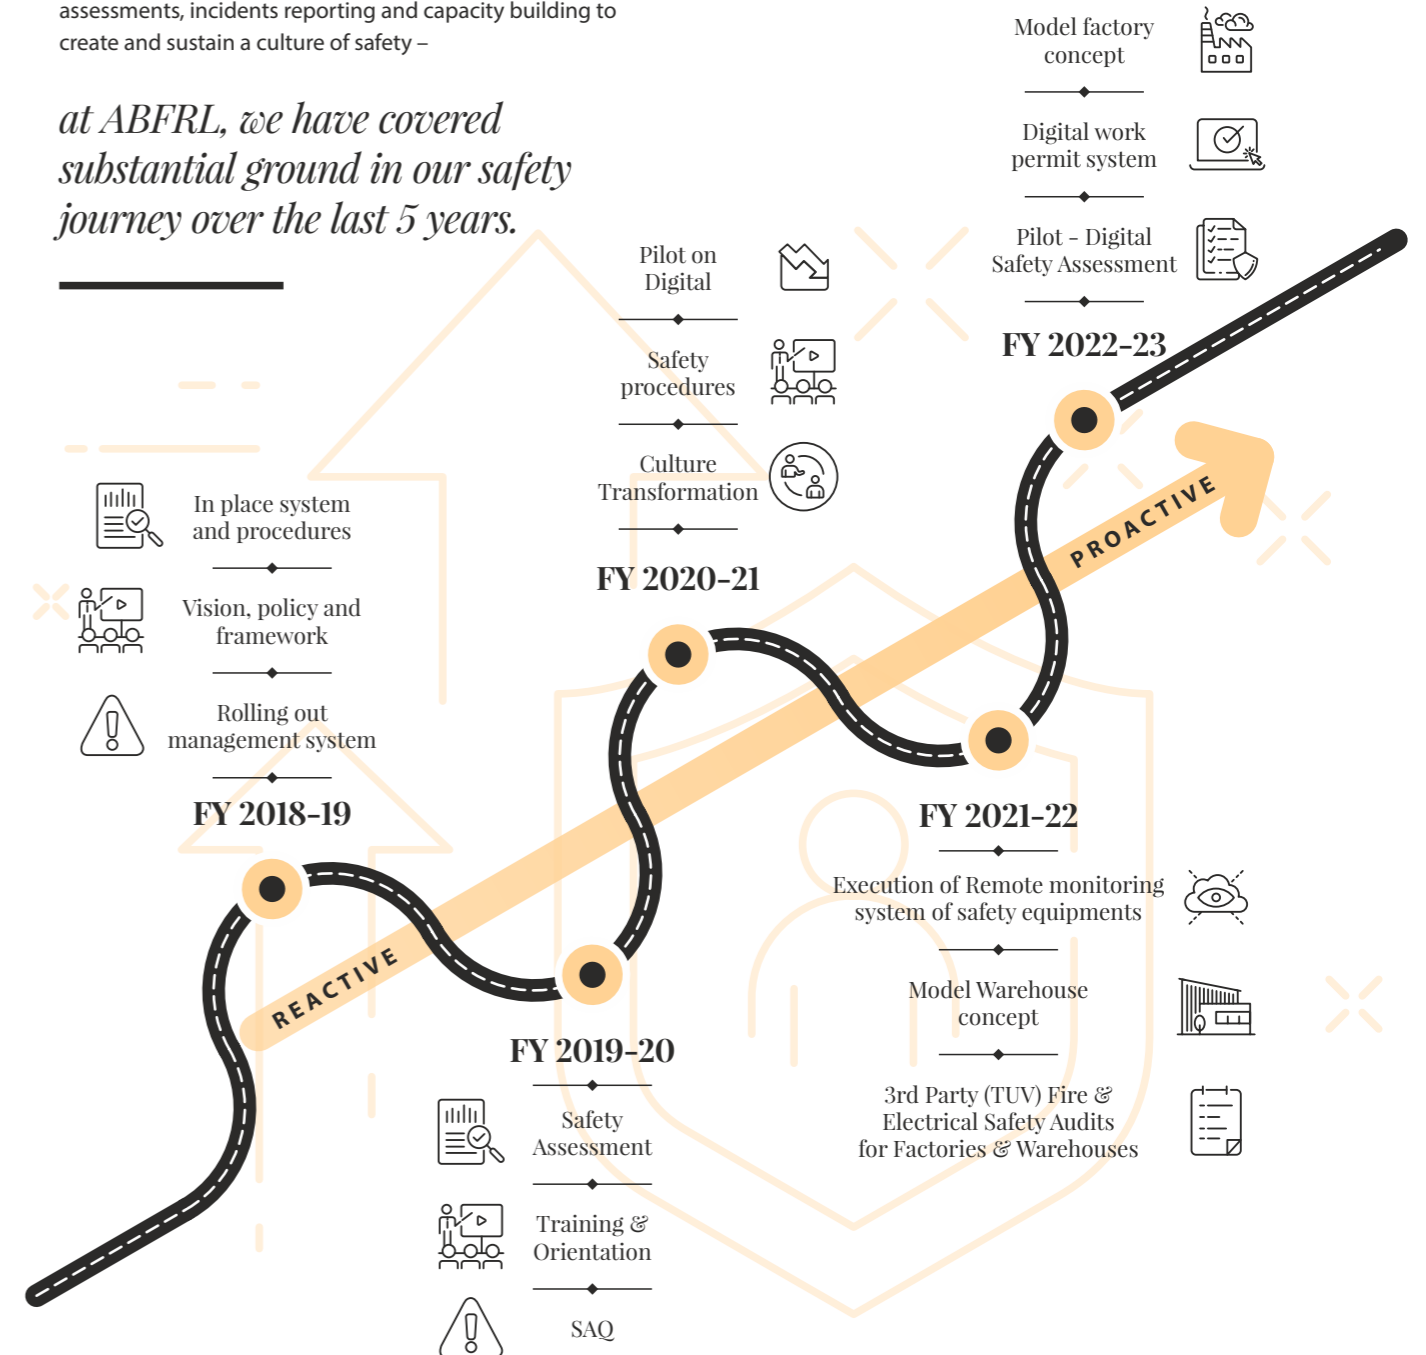 assessments, incidents reporting and capacity building to
create and sustain a culture of safety –
at ABFRL, we have covered
substantial ground in our safety
journey over the last 5 years.
In place system
and procedures
Vision, policy and
framework
Rolling out
management system
FY 2018-19
REACTIVE
FY 2019-20
Safety
Assessment
Training &
Orientation
SAQ
Pilot on
Digital
Safety
procedures
Culture
Transformation
FY 2020-21
FY 2021-22
Execution of Remote monitoring
system of safety equipments
Model Warehouse
concept
3rd Party (TUV) Fire &
Electrical Safety Audits
for Factories & Warehouses
Model factory
concept
Digital work
permit system
Pilot - Digital
Safety Assessment
FY 2022-23
PROACTIVE